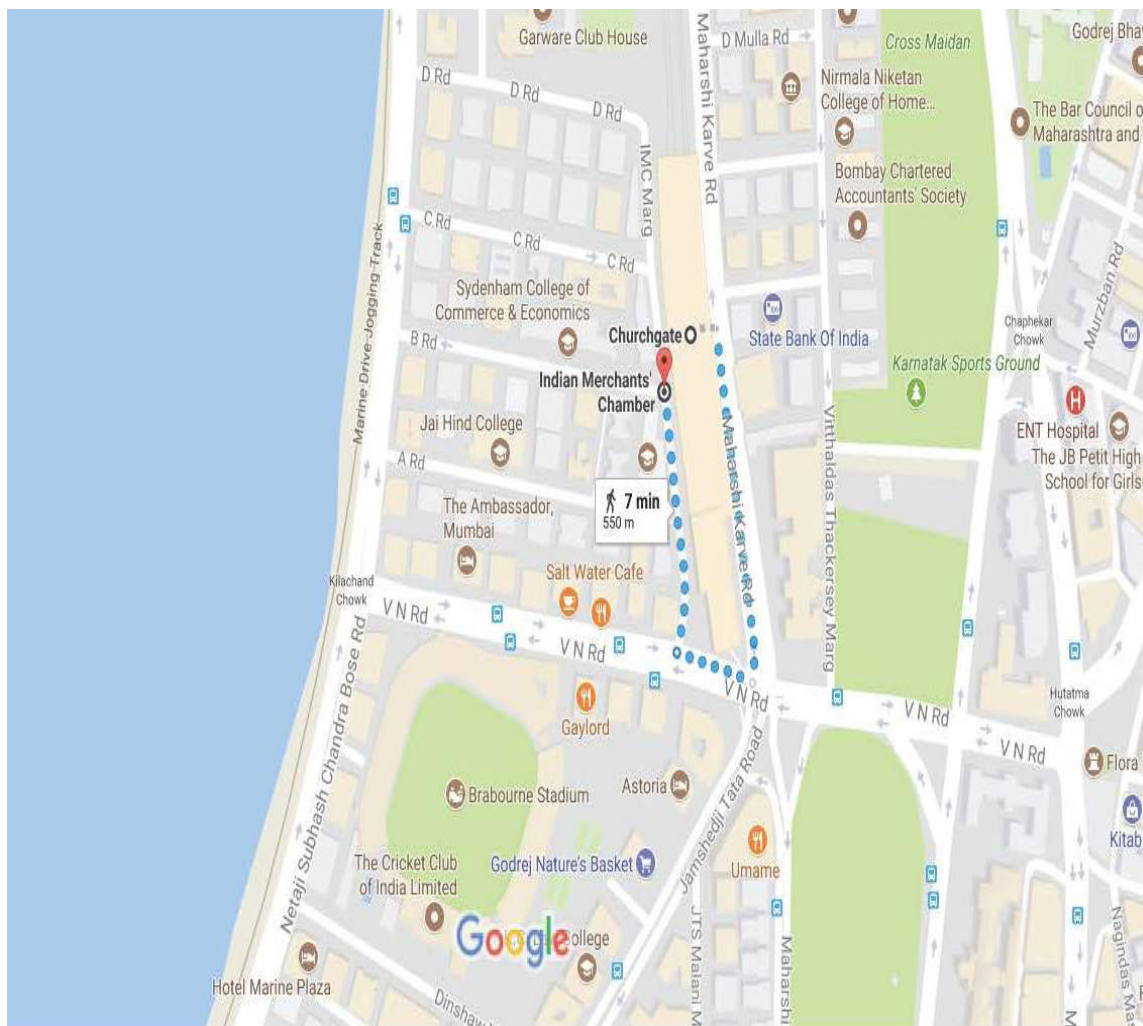 Garware Club House
D Mulla Rd
Cross Maidan
Godrej Bhav
Maharshi Karve Rd
Nirmala Niketan
College of Home...
D Rd
D Rd
D Rd
The Bar Council o
Maharashtra and
IMC Marg
Bombay Chartered
Accountants' Society
C Rd
C Rd
C Rd
Marine Drive Jogging Track
Murzban Rd
Sydenham College of
Commerce & Economics
Churchgate
State Bank Of India
Chaphekar
Chowk
B Rd
Indian Merchants'
Chamber
Karnatak Sports Ground
Jai Hind College
Maharshi Karve Rd
Vitthaldas Thackersey Marg
ENT Hospital
The JB Petit High
School for Girls
A Rd
7 min
550 m
The Ambassador,
Mumbai
Salt Water Cafe
Kilachand
Chowk
V N Rd
V N Rd
V N Rd
V N Rd
V N Rd
Hutatma
Chowk
Netaji Subhash Chandra Bose Rd
Gaylord
Flora
Brabourne Stadium
Astoria
Jamshedji Tata Road
Kitab
The Cricket Club
of India Limited
Godrej Nature's Basket
Umame
Google
ollege
JTS Malani M
Maharshi
Nagindas Ma
Hotel Marine Plaza
Dinshaw
M